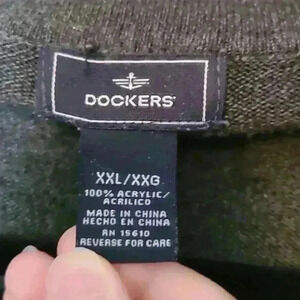 DOCKERS
XXL/XXG
100% ACRYLIC/
ACRILICO
MADE IN CHINA
HECHO EN CHINA
RN 15610
REVERSE FOR CARE